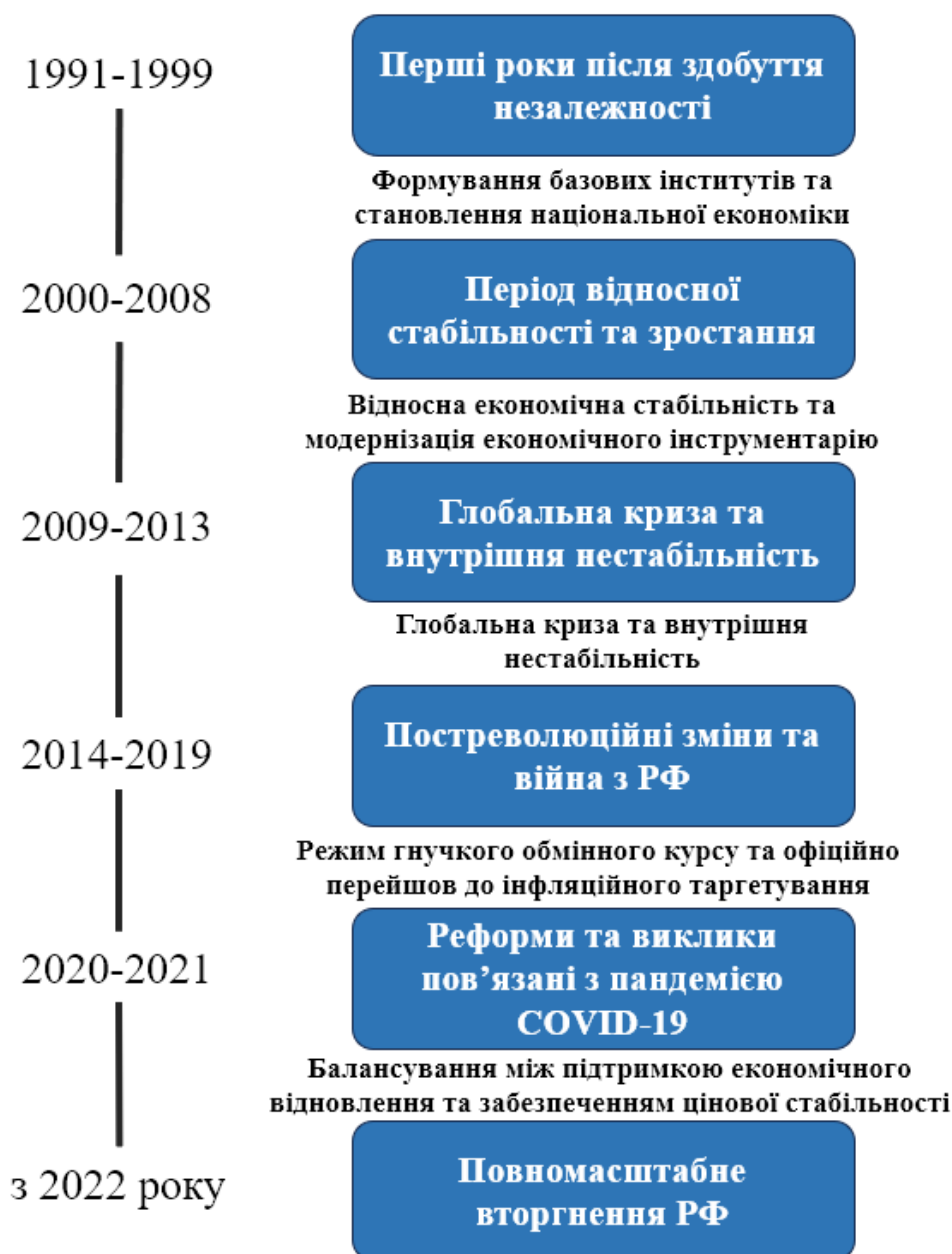 1991-1999
Перші роки після здобуття
незалежності
Формування базових інститутів та
становлення національної економіки
2000-2008
Період відносної
стабільності та зростання
Відносна економічна стабільність та
модернізація економічного інструментарію
2009-2013
Глобальна криза та
внутрішня нестабільність
Глобальна криза та внутрішня
нестабільність
2014-2019
Постреволюційні зміни та
війна з РФ
Режим гнучкого обмінного курсу та офіційно
перейшов до інфляційного таргетування
2020-2021
Реформи та виклики
пов’язані з пандемією
COVID-19
Балансування між підтримкою економічного
відновлення та забезпеченням цінової стабільності
з 2022 року
Повномасштабне
вторгнення РФ